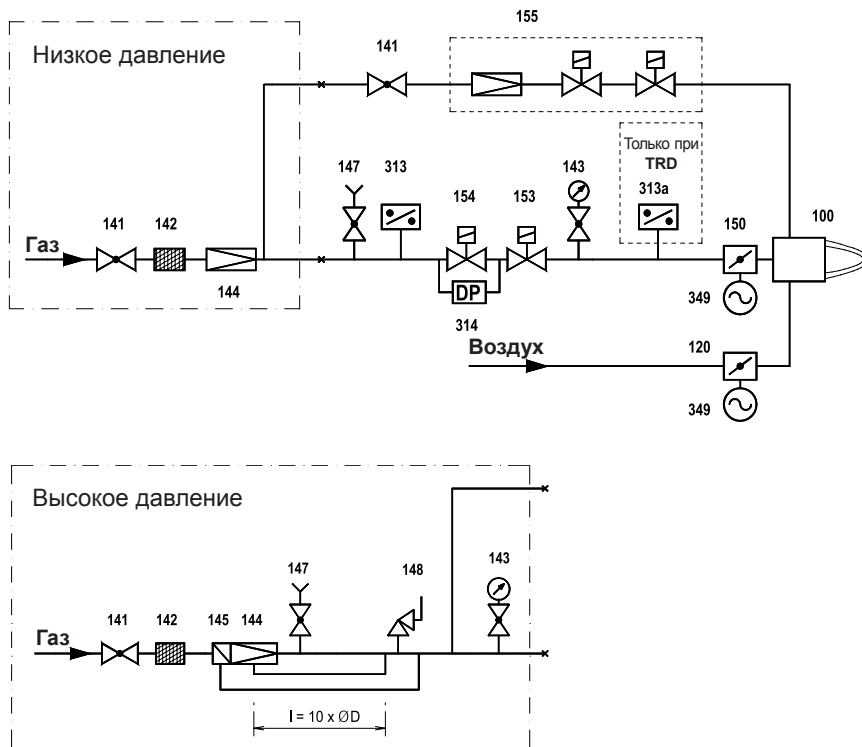 155
Низкое давление
141
Только при
TRD
147
313
143
313a
154
153
150
100
141
142
Газ
144
DP
349
314
Воздух
120
349
Высокое давление
147
148
143
141
142
145
144
Газ
l = 10 x ØD